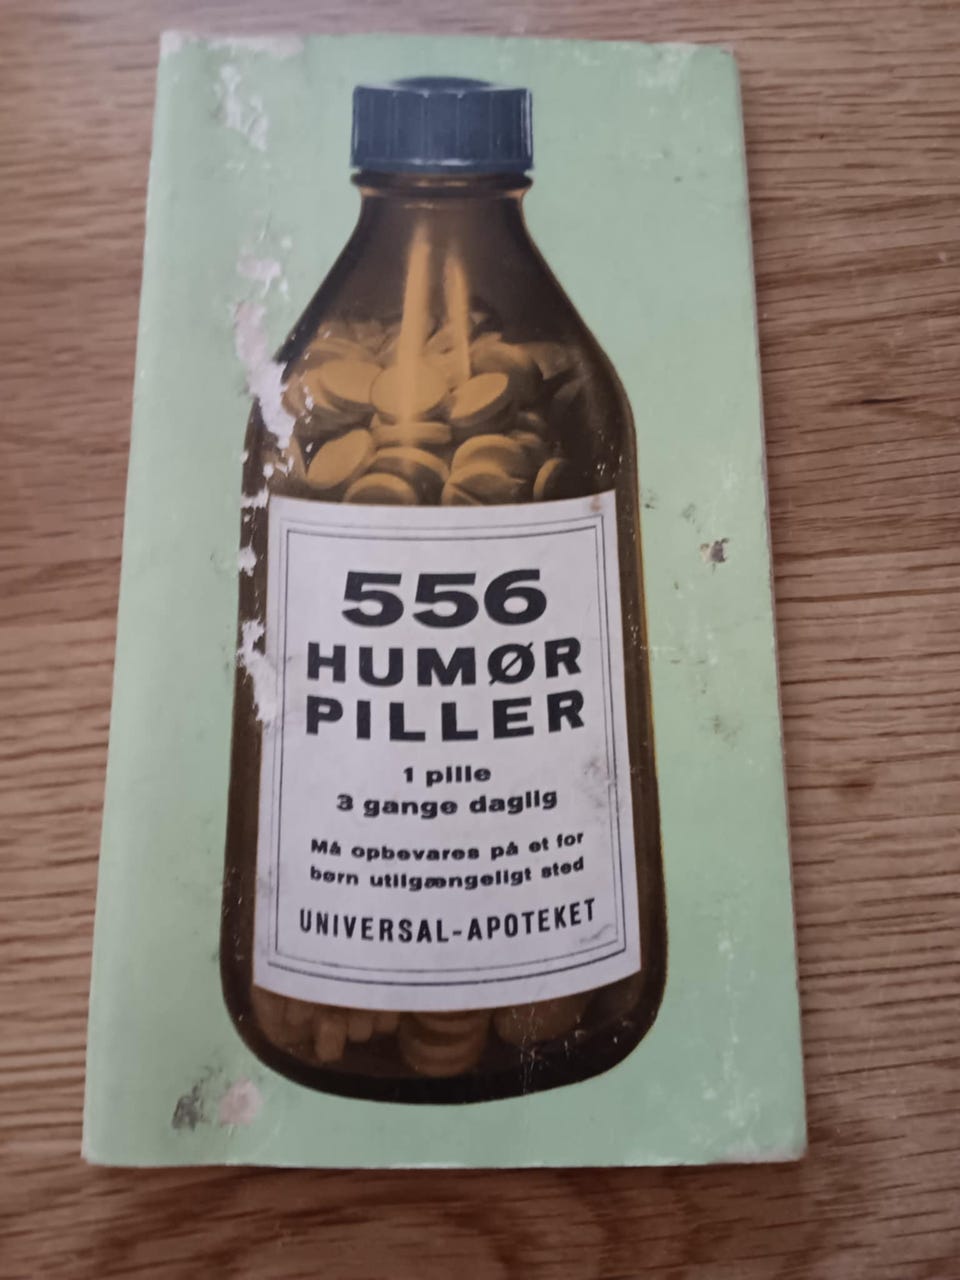 556
HUMØR
PILLER
1 pille
3 gange daglig
Må opbevares på et for
børn utilgængeligt sted
UNIVERSAL-APOTEKET